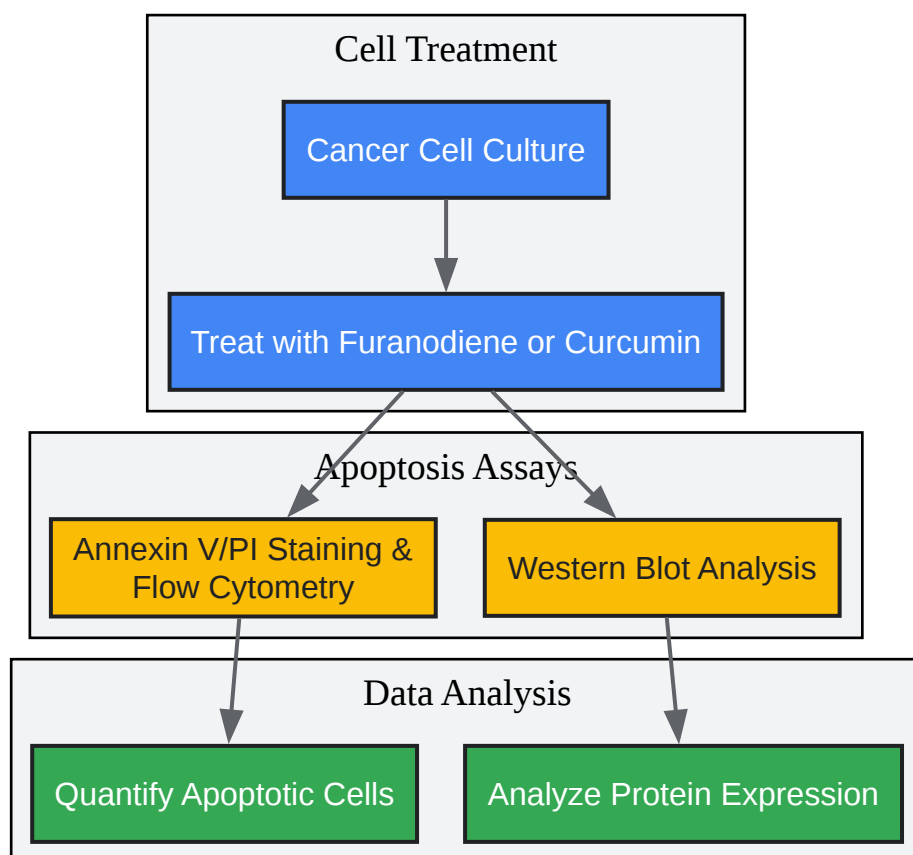 Cell Treatment
Cancer Cell Culture
Treat with Furanodiene or Curcumin
Apoptosis Assays
Annexin V/PI Staining &
Flow Cytometry
Western Blot Analysis
Data Analysis
Quantify Apoptotic Cells
Analyze Protein Expression